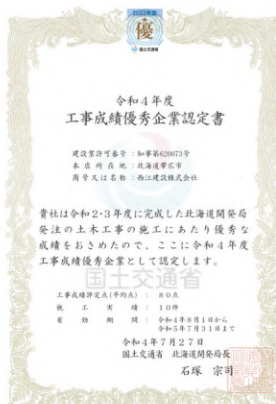 2022年度
優
国土交通省
令和4年度
工事成績優秀企業認定書
建設業許可番号 : 知事第620673号
本店所在地 : 北海道帯広市
商号又は名称 : 西江建設株式会社
貴社は令和2・3年度に完成した北海道開発局
発注の土木工事の施工にあたり優秀な
成績をおさめたので、ここに令和4年度
工事成績優秀企業として認定します。
国土交通省
工事成績評定点(平均点) : 80点
施工実績 : 10件
有効期間 : 令和4年8月1日から
令和5年7月31日まで
令和4年7月27日
国土交通省 北海道開発局長
石塚 宗司